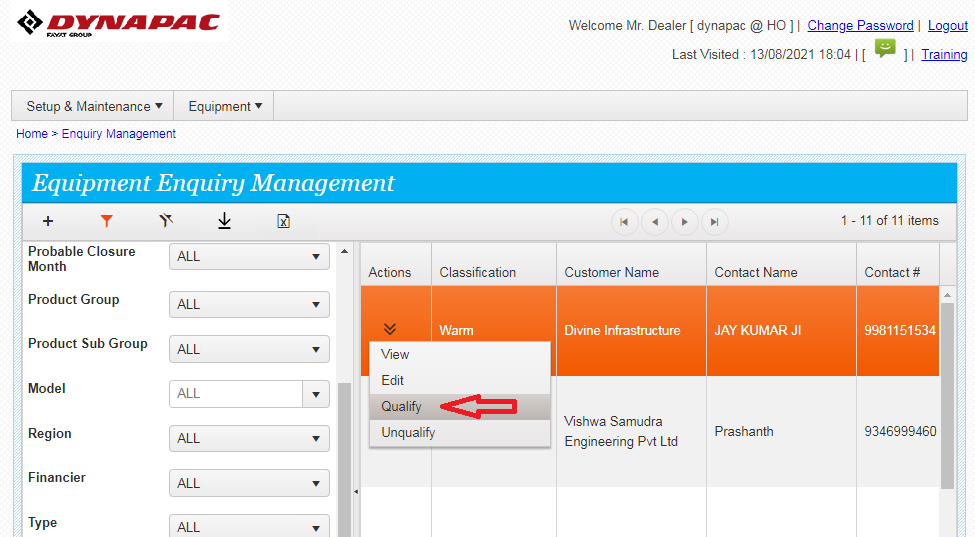 DYNAPAC
FAYAT GROUP
Welcome Mr. Dealer [ dynapac @ HO ] | Change Password | Logout
Last Visited : 13/08/2021 18:04 | [ ] | Training
Setup & Maintenance Equipment
Home > Enquiry Management
Equipment Enquiry Management
1 - 11 of 11 items
Probable Closure
Month
ALL
Product Group
ALL
Product Sub Group
ALL
Model
ALL
Region
ALL
Financier
ALL
Type
ALL
Actions Classification Customer Name Contact Name Contact #
Warm Divine Infrastructure JAY KUMAR JI 9981151534
View
Edit
Qualify
Unqualify
Vishwa Samudra
Engineering Pvt Ltd
Prashanth
9346999460